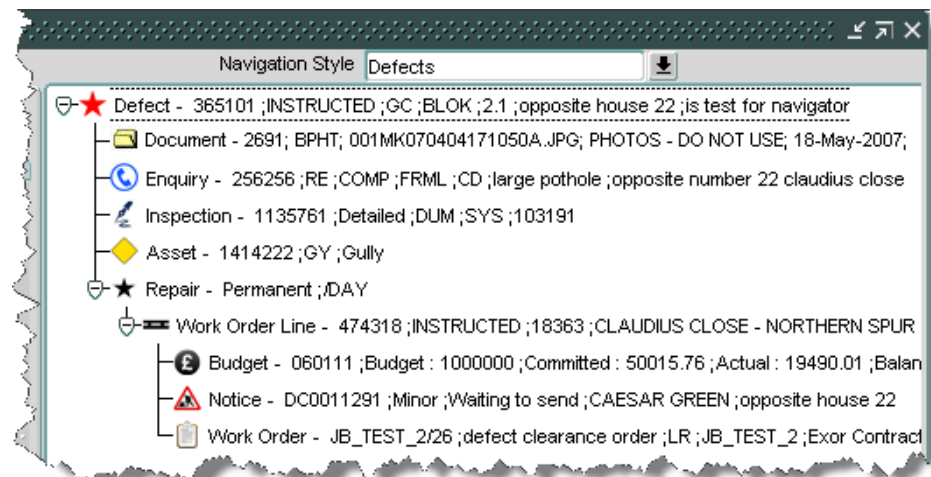 Navigation Style Defects
Defect - 365101 ;INSTRUCTED ;GC ;BLOK ;2.1 ;opposite house 22 ;is test for navigator
Document - 2691; BPHT; 001MK070404171050A.JPG; PHOTOS - DO NOT USE; 18-May-2007;
Enquiry - 256256 ;RE ;COMP ;FRML ;CD ;large pothole ;opposite number 22 claudius close
Inspection - 1135761 ;Detailed ;DUM ;SYS ;103191
Asset - 1414222 ;GY ;Gully
Repair - Permanent ;/DAY
Work Order Line - 474318 ;INSTRUCTED ;18363 ;CLAUDIUS CLOSE - NORTHERN SPUR
Budget - 060111 ;Budget : 1000000 ;Committed : 50015.76 ;Actual : 19490.01 ;Balan
Notice - DC0011291 ;Minor ;Waiting to send ;CAESAR GREEN ;opposite house 22
Work Order - JB_TEST_2/26 ;defect clearance order ;LR ;JB_TEST_2 ;Exor Contract